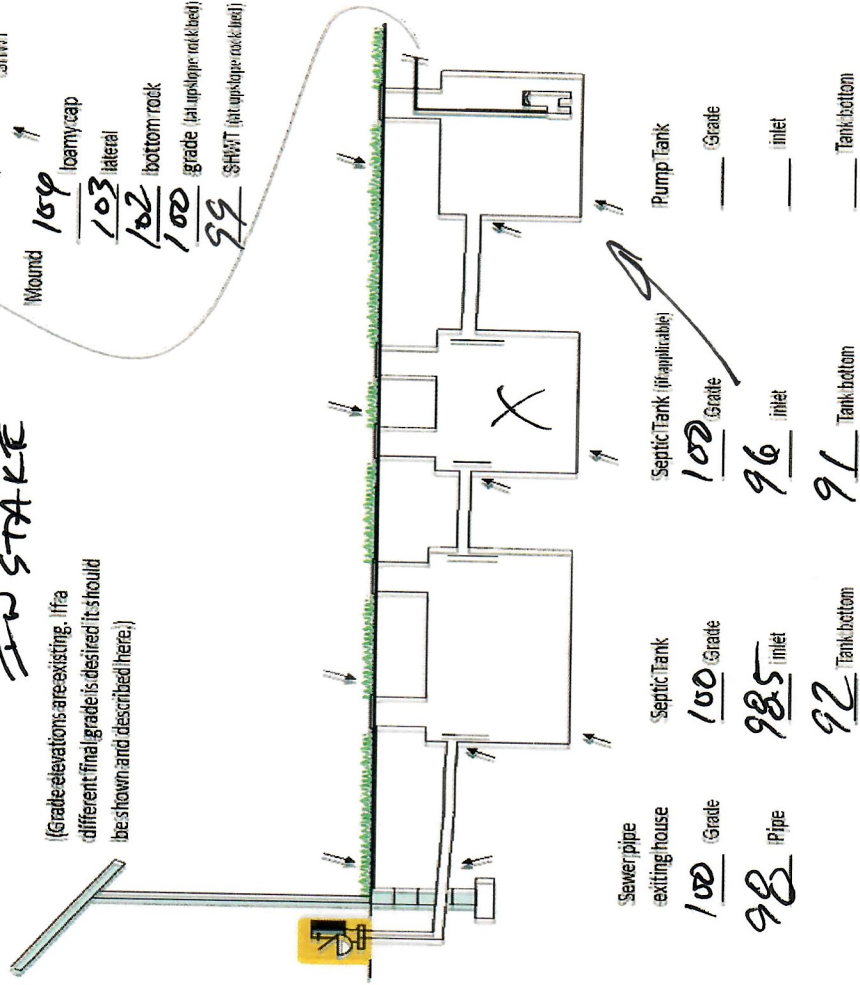 IN STAKE
(Grade elevations are existing. If a
different final grade is desired it should
be shown and described here.)
Mound
104 loamy cap
103 lateral
102 bottom rock
100 grade (at upslope rock bed)
99 SHWT (at upslope rock bed)
X
Sewer pipe
exiting house
100 Grade
98 Pipe
Septic Tank
100 Grade
98.5 inlet
92 Tank bottom
Septic Tank (if applicable)
100 Grade
96 inlet
91 Tank bottom
Pump Tank
Grade
inlet
Tank bottom